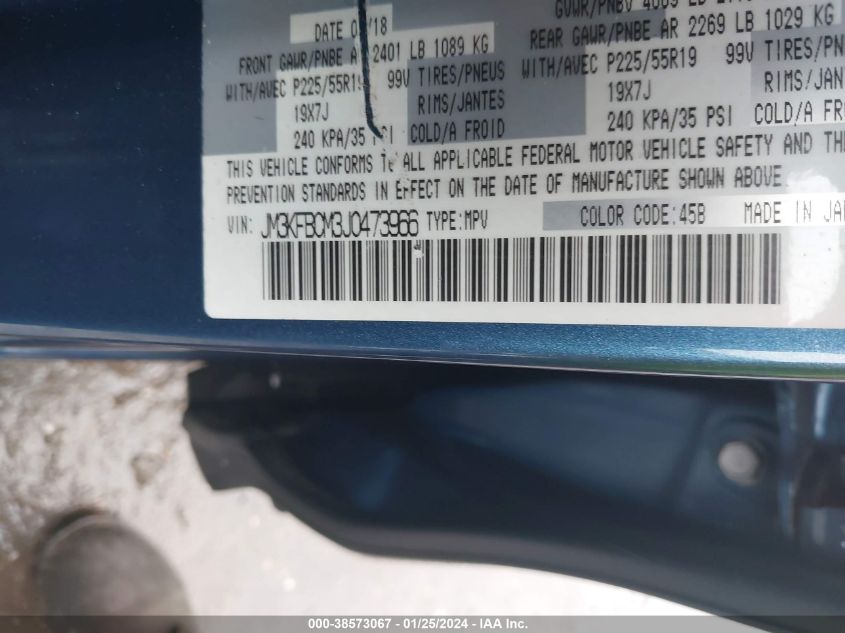 GVWR/PNBV
DATE 0 /18
FRONT GAWR/PNBE A 2401 LB 1089 KG
REAR GAWR/PNBE AR 2269 LB 1029 KG
WITH/AVEC P225/55R19 99V TIRES/PNEUS
WITH/AVEC P225/55R19 99V TIRES/PN
19X7J RIMS/JANTES
19X7J RIMS/JAN
240 KPA/35 PSI COLD/A FROID
240 KPA/35 PSI COLD/A FRO
THIS VEHICLE CONFORMS TO ALL APPLICABLE FEDERAL MOTOR VEHICLE SAFETY AND THE
PREVENTION STANDARDS IN EFFECT ON THE DATE OF MANUFACTURE SHOWN ABOVE.
VIN: JM3KFBCM3J0473966 TYPE:MPV COLOR CODE:45B MADE IN JA
000-38573067 - 01/25/2024 - IAA Inc.